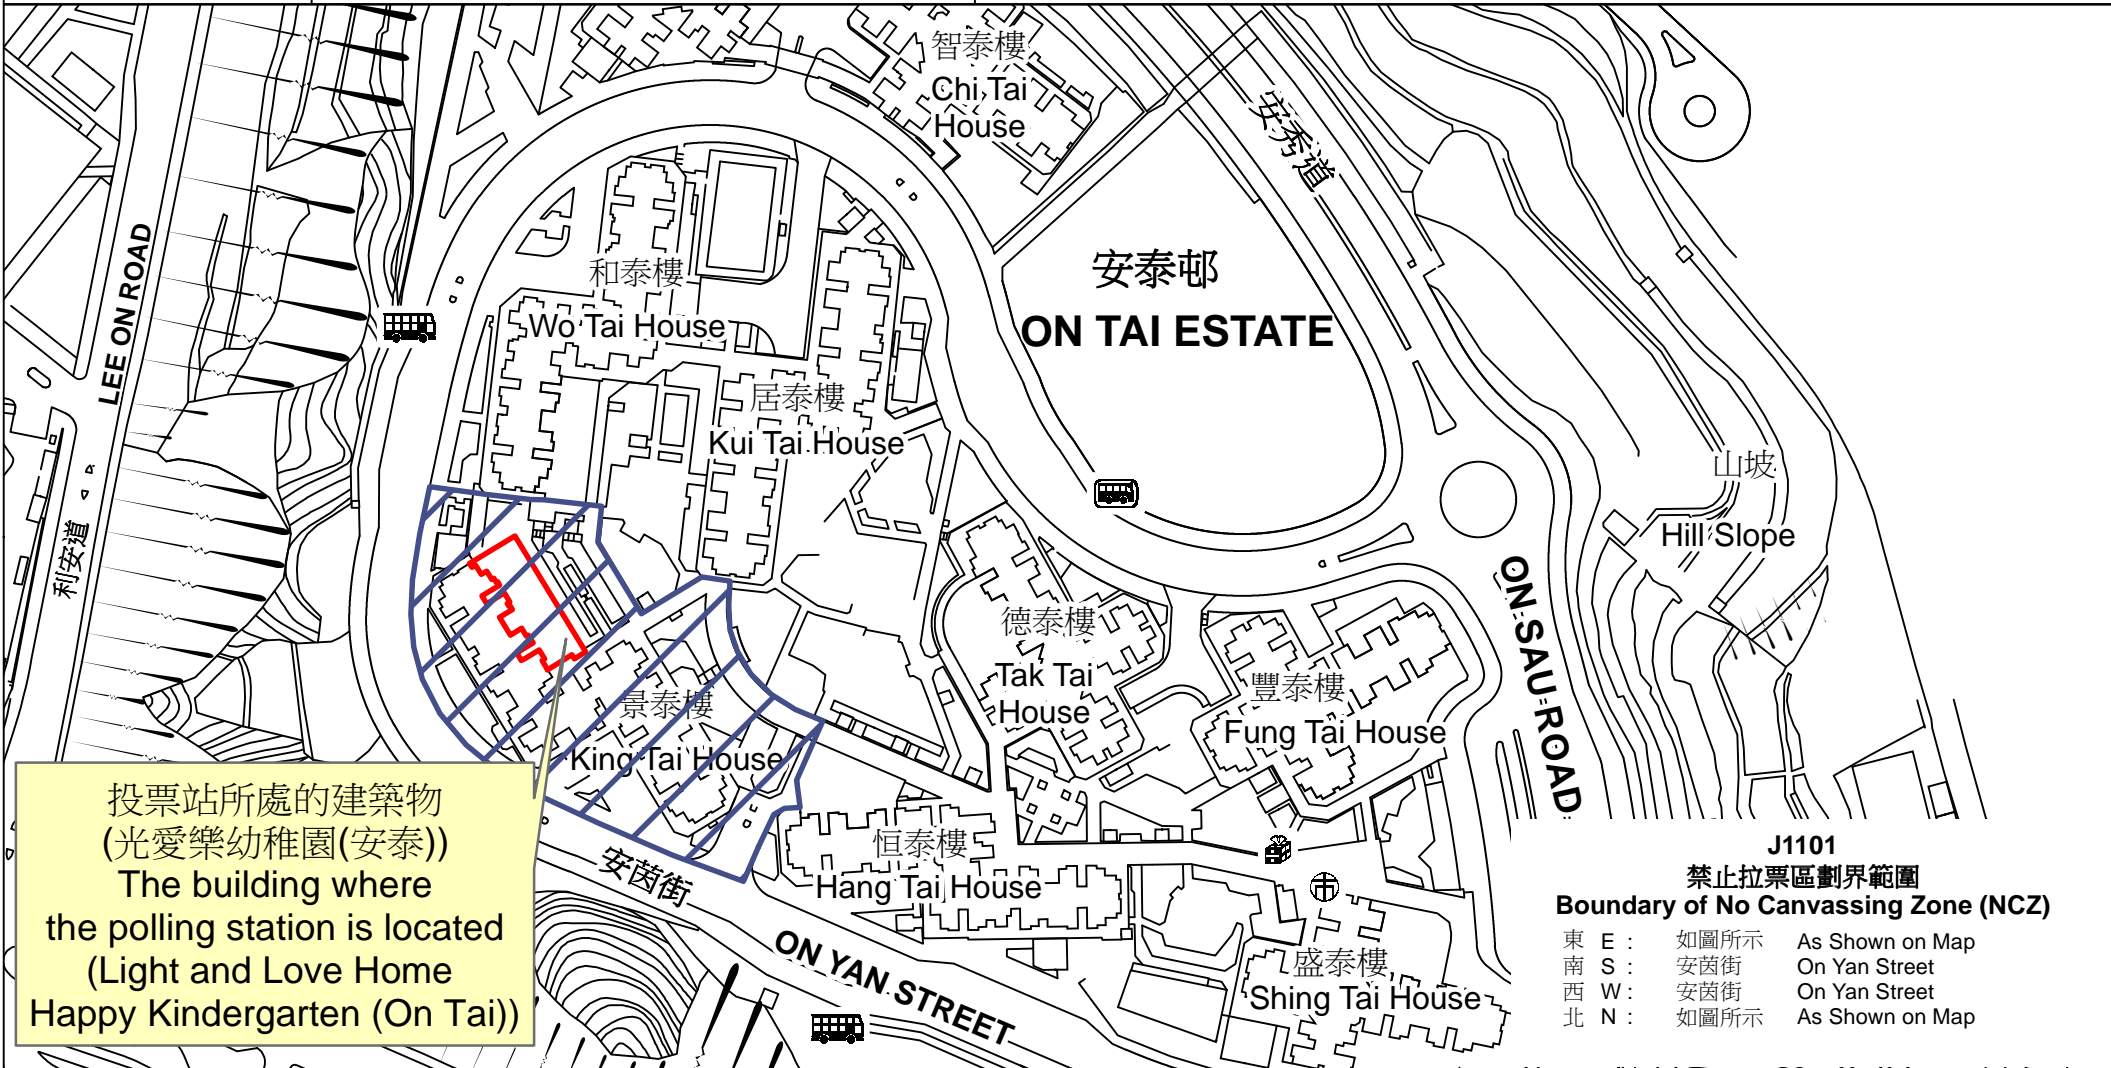 智泰樓
Chi Tai
House
安秀道
LEE ON ROAD
和泰樓
Wo Tai House
安泰邨
ON TAI ESTATE
居泰樓
Kui Tai House
山坡
Hill Slope
利安道
德泰樓
Tak Tai
House
豐泰樓
Fung Tai House
ON SAU ROAD
景泰樓
King Tai House
投票站所處的建築物
(光愛樂幼稚園(安泰))
The building where
the polling station is located
(Light and Love Home
Happy Kindergarten (On Tai))
安茵街
恒泰樓
Hang Tai House
市
ON YAN STREET
盛泰樓
Shing Tai House
J1101
禁止拉票區劃界範圍
Boundary of No Canvassing Zone (NCZ)
東 E : 如圖所示 As Shown on Map
南 S : 安茵街 On Yan Street
西 W : 安茵街 On Yan Street
北 N : 如圖所示 As Shown on Map